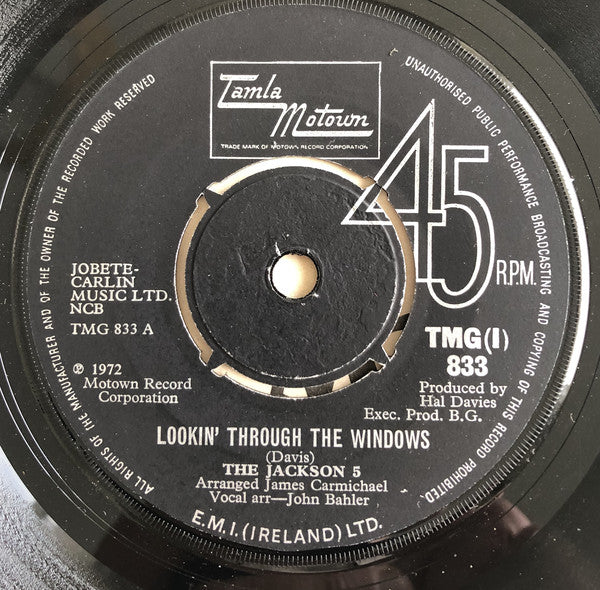 ALL RIGHTS OF THE MANUFACTURER AND OF THE OWNER OF THE RECORDED WORK RESERVED
UNAUTHORISED PUBLIC PERFORMANCE BROADCASTING AND COPYING OF THIS RECORD PROHIBITED.
Tamla
Motown
TRADE MARK OF MOTOWN RECORD CORPORATION
45
R.P.M.
JOBETE-
CARLIN
MUSIC LTD.
NCB
TMG 833 A
℗ 1972
Motown Record
Corporation
TMG(I)
833
Produced by
Hal Davies
Exec. Prod. B.G.
LOOKIN' THROUGH THE WINDOWS
(Davis)
THE JACKSON 5
Arranged James Carmichael
Vocal arr—John Bahler
E.M.I.(IRELAND) LTD.